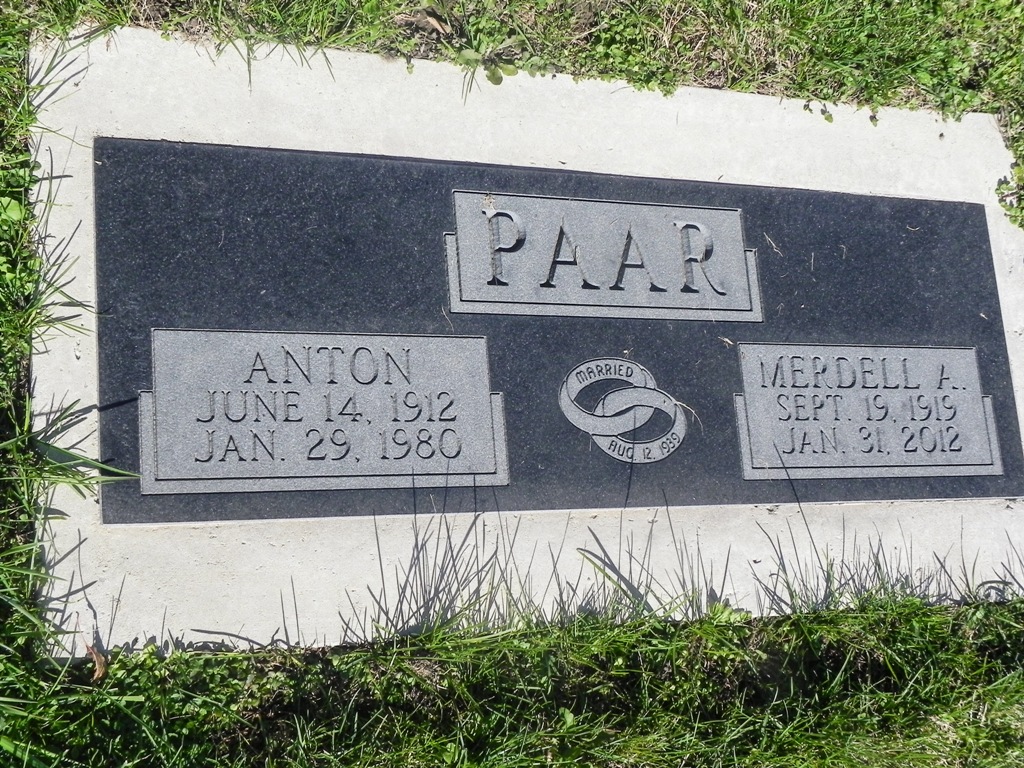 PAAR
ANTON
JUNE 14, 1912
JAN. 29, 1980
MARRIED
AUG. 12, 1939
MERDELL A.
SEPT. 19, 1919
JAN. 31, 2012